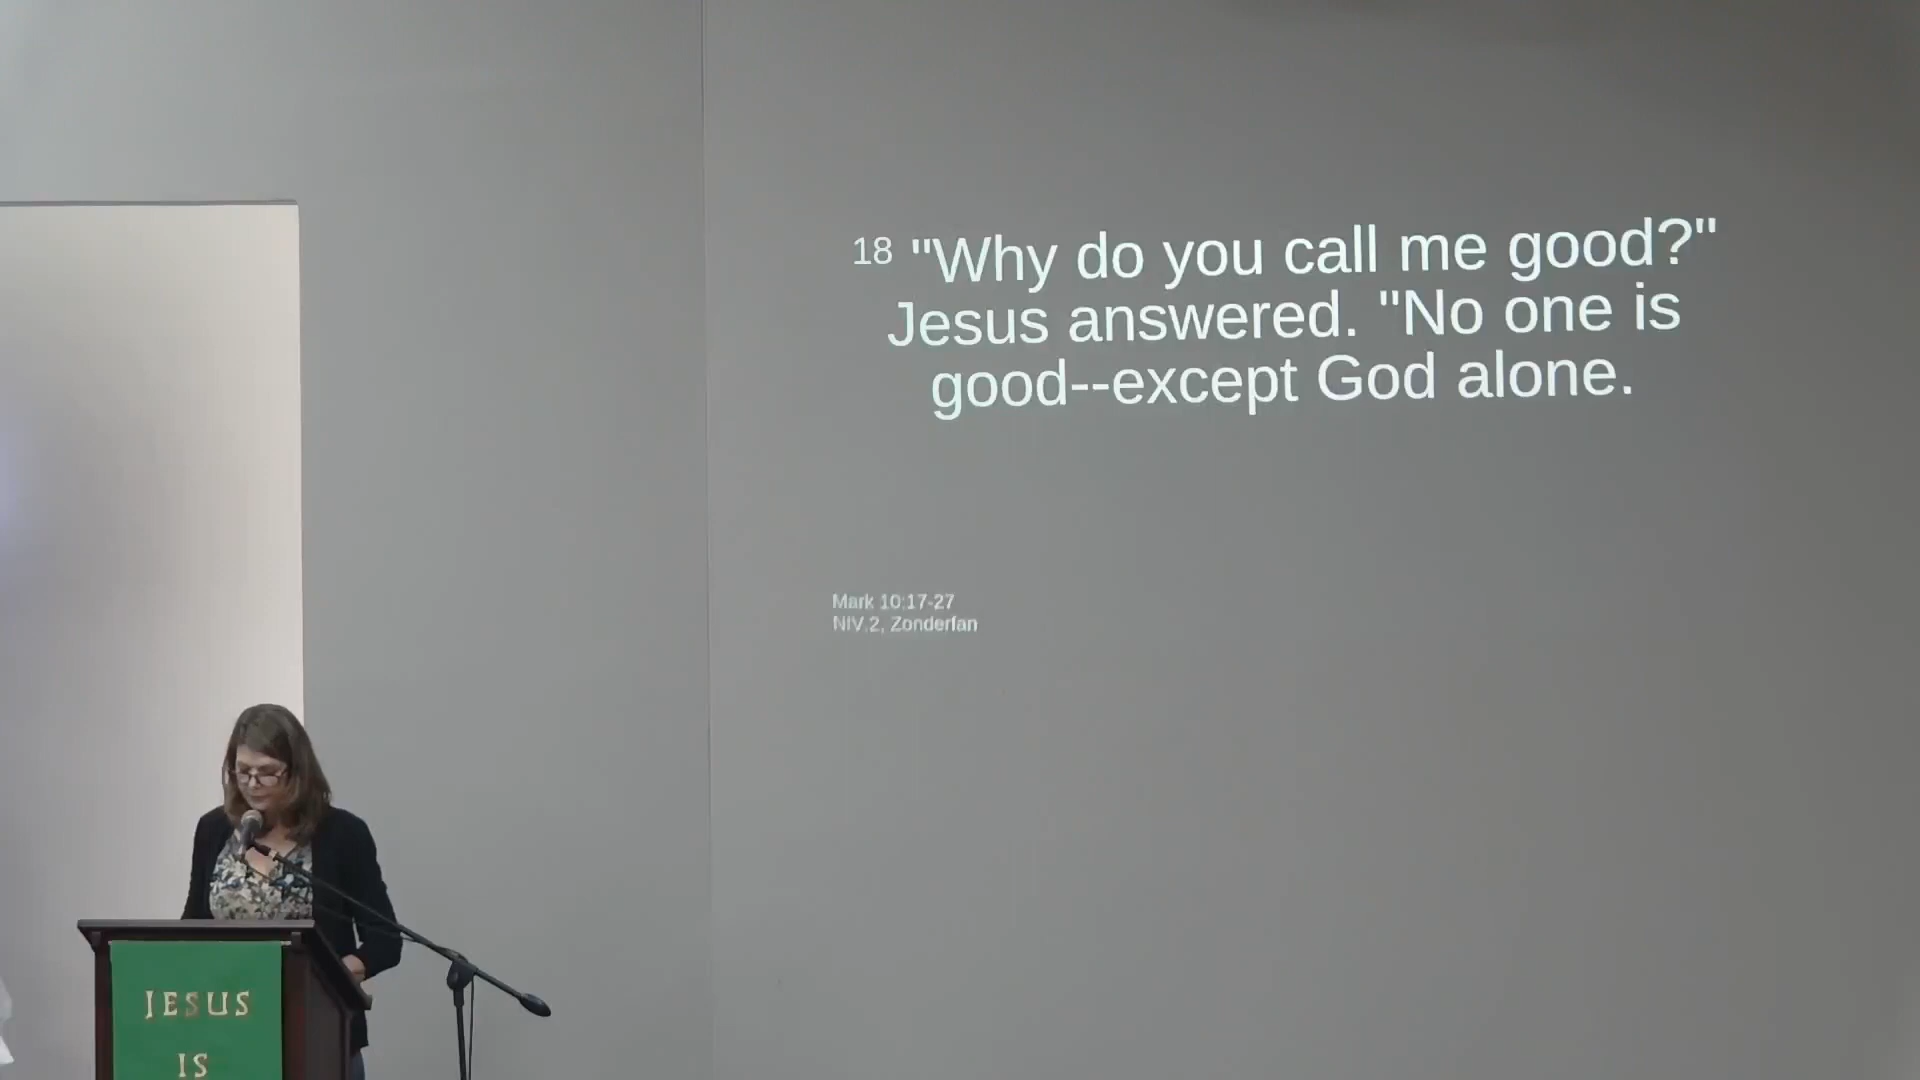 18 "Why do you call me good?"
Jesus answered. "No one is
good--except God alone.
Mark 10:17-27
NIV.2, Zonderfan
JESUS
IS